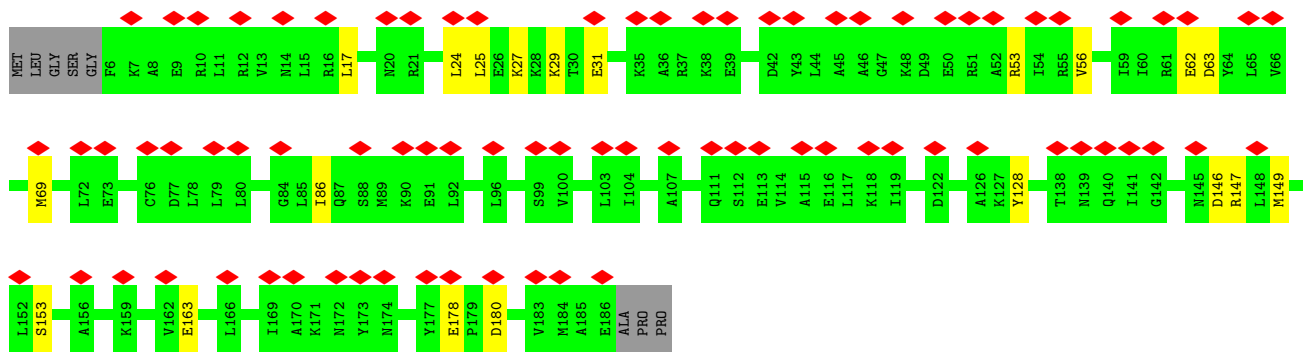 MET LEU GLY SER GLY F6 K7 A8 E9 R10 L11 R12 V13 N14 L15 R16 L17 N20 R21 L24 L25 E26 K27 K28 K29 T30 E31 K35 A36 R37 K38 E39 D42 Y43 L44 A45 A46 G47 K48 D49 E50 R51 A52 R53 I54 R55 V56 I59 I60 R61 E62 D63 Y64 L65 V66
M69 L72 E73 C76 D77 L78 L79 L80 G84 L85 I86 Q87 S88 M89 K90 E91 L92 L96 S99 V100 L103 I104 A107 Q111 S112 E113 V114 A115 E116 L117 K118 I119 D122 A126 K127 Y128 T138 N139 Q140 I141 G142 N145 D146 R147 L148 M149
L152 S153 A156 K159 V162 E163 L166 I169 A170 K171 N172 Y173 N174 Y177 E178 P179 D180 V183 M184 A185 E186 ALA PRO PRO